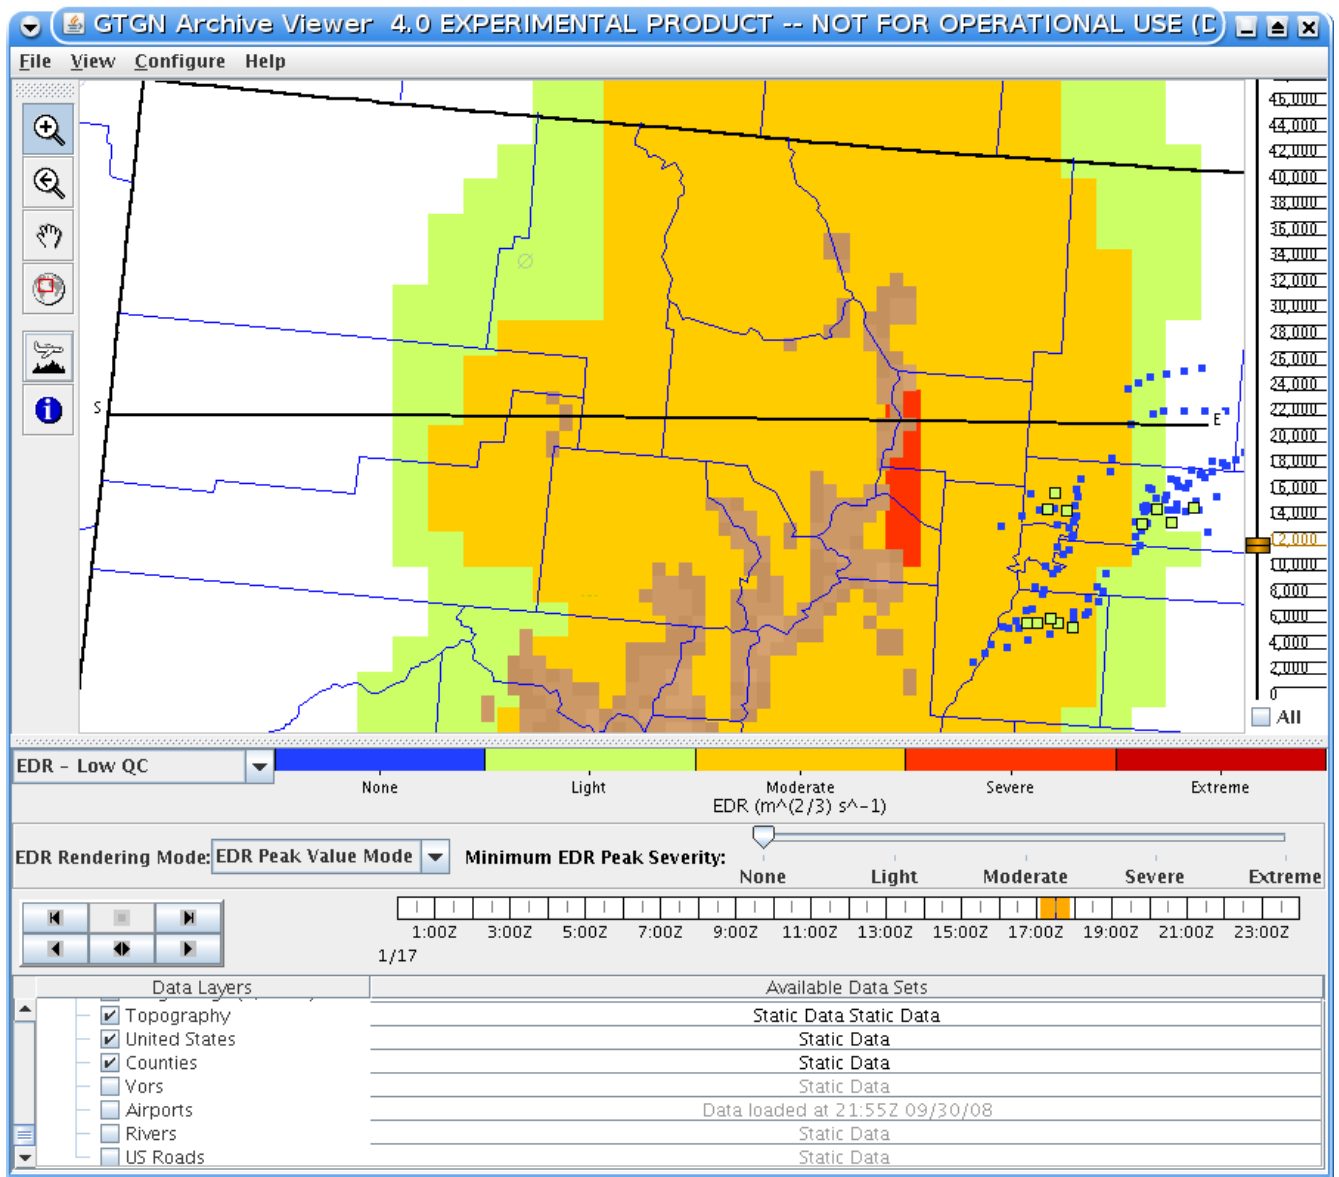 GTGN Archive Viewer 4.0 EXPERIMENTAL PRODUCT -- NOT FOR OPERATIONAL USE (D
File View Configure Help
46,000
44,000
42,000
40,000
38,000
36,000
34,000
32,000
30,000
28,000
26,000
24,000
22,000
20,000
18,000
16,000
14,000
12,000
10,000
8,000
6,000
4,000
2,000
0
S
E
All
EDR - Low QC
None Light Moderate Severe Extreme
EDR (m^(2/3) s^-1)
EDR Rendering Mode: EDR Peak Value Mode Minimum EDR Peak Severity:
None Light Moderate Severe Extreme
1:00Z 3:00Z 5:00Z 7:00Z 9:00Z 11:00Z 13:00Z 15:00Z 17:00Z 19:00Z 21:00Z 23:00Z
1/17
Data Layers Available Data Sets
Topography Static Data Static Data
United States Static Data
Counties Static Data
Vors Static Data
Airports Data loaded at 21:55Z 09/30/08
Rivers Static Data
US Roads Static Data